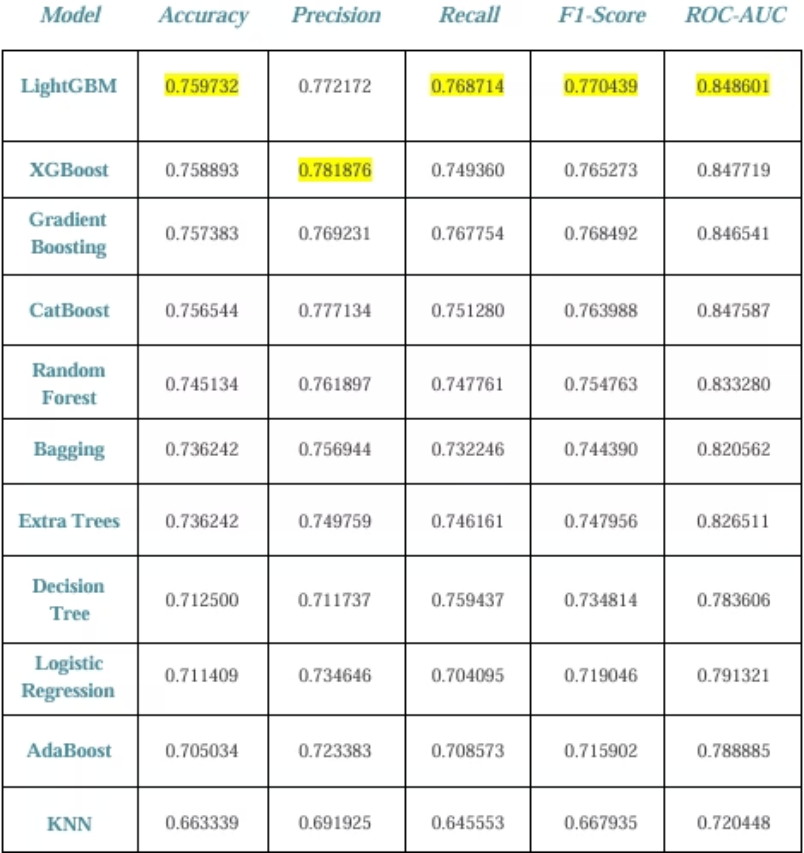 Model Accuracy Precision Recall F1-Score ROC-AUC
LightGBM 0.759732 0.772172 0.768714 0.770439 0.848601
XGBoost 0.758893 0.781876 0.749360 0.765273 0.847719
Gradient
Boosting 0.757383 0.769231 0.767754 0.768492 0.846541
CatBoost 0.756544 0.777134 0.751280 0.763988 0.847587
Random
Forest 0.745134 0.761897 0.747761 0.754763 0.833280
Bagging 0.736242 0.756944 0.732246 0.744390 0.820562
Extra Trees 0.736242 0.749759 0.746161 0.747956 0.826511
Decision
Tree 0.712500 0.711737 0.759437 0.734814 0.783606
Logistic
Regression 0.711409 0.734646 0.704095 0.719046 0.791321
AdaBoost 0.705034 0.723383 0.708573 0.715902 0.788885
KNN 0.663339 0.691925 0.645553 0.667935 0.720448